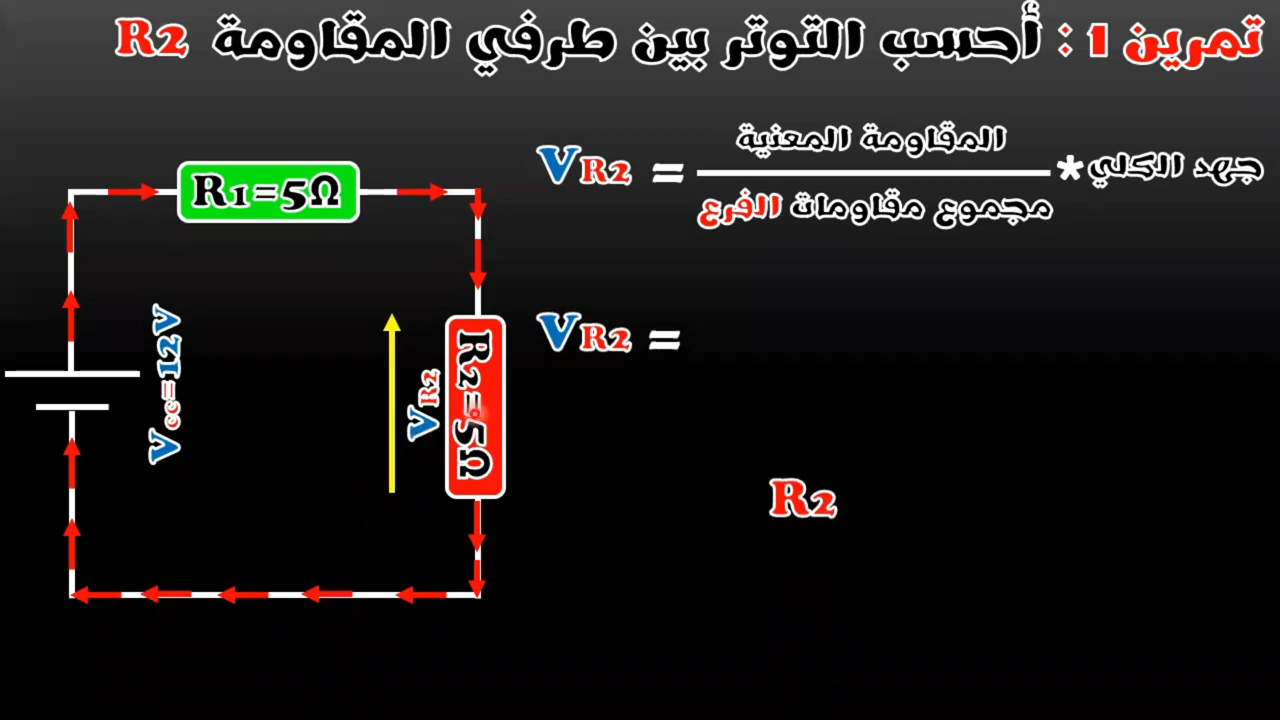 تمرين 1 : أحسب التوتر بين طرفي المقاومة R2
VR2 = المقاومة المعنية
مجموع مقاومات الفرع
* جهد الكلي
R1=5Ω
Vcc=12V
VR2
R2=5Ω
VR2 =
R2